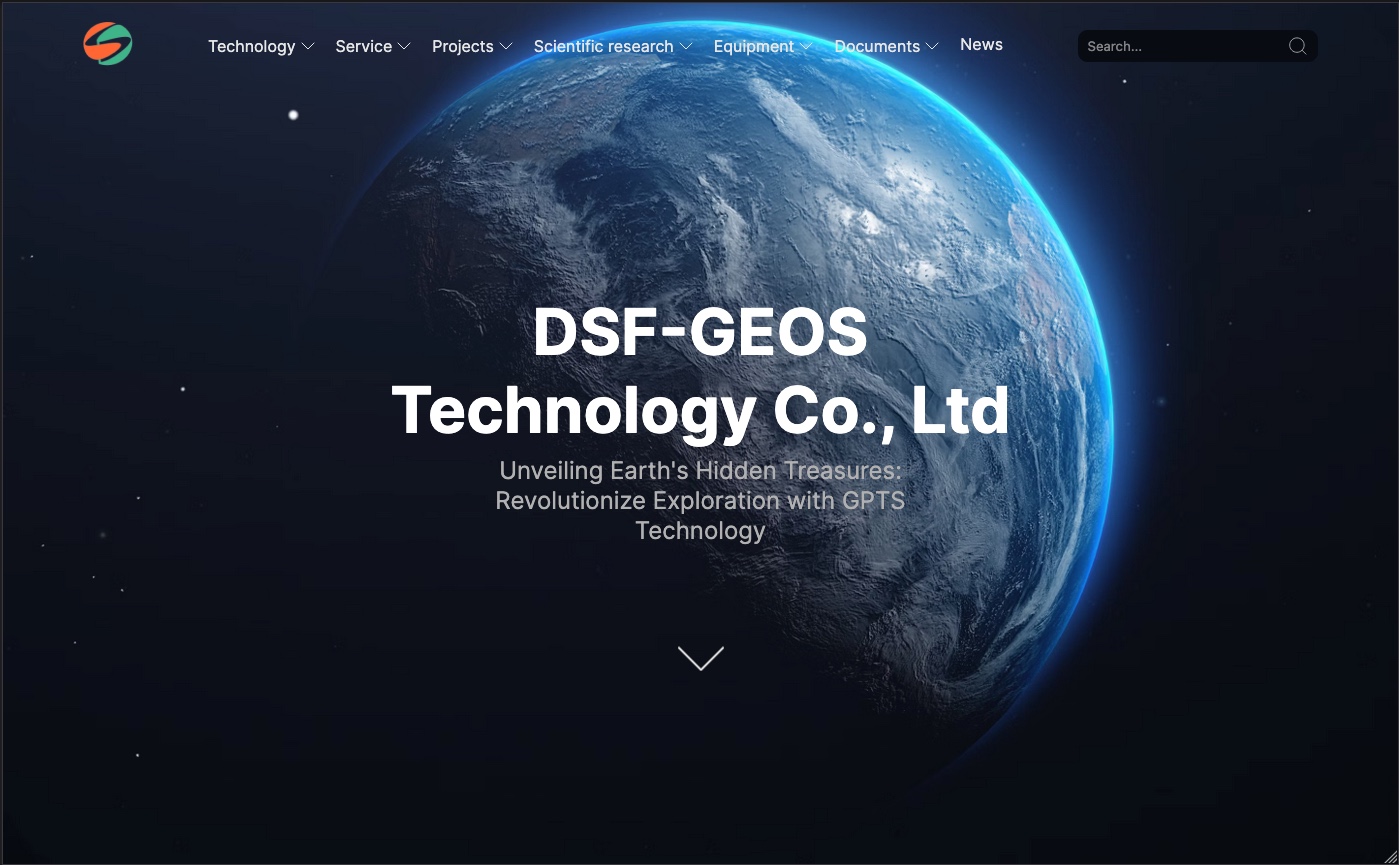 Technology Service Projects Scientific research Equipment Documents News Search...
DSF-GEOS
Technology Co., Ltd
Unveiling Earth's Hidden Treasures:
Revolutionize Exploration with GPTS
Technology